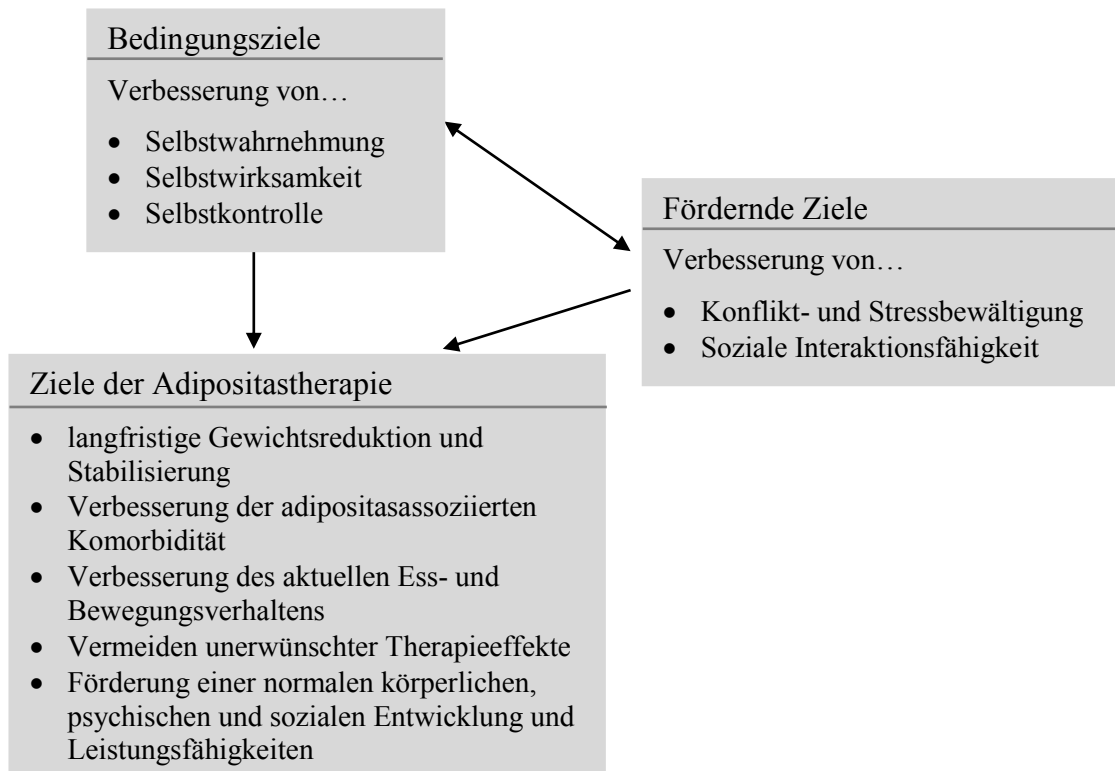 Bedingungsziele
Verbesserung von…
• Selbstwahrnehmung
• Selbstwirksamkeit
• Selbstkontrolle
Fördernde Ziele
Verbesserung von…
• Konflikt- und Stressbewältigung
• Soziale Interaktionsfähigkeit
Ziele der Adipositastherapie
• langfristige Gewichtsreduktion und
Stabilisierung
• Verbesserung der adipositasassoziierten
Komorbidität
• Verbesserung des aktuellen Ess- und
Bewegungsverhaltens
• Vermeiden unerwünschter Therapieeffekte
• Förderung einer normalen körperlichen,
psychischen und sozialen Entwicklung und
Leistungsfähigkeiten